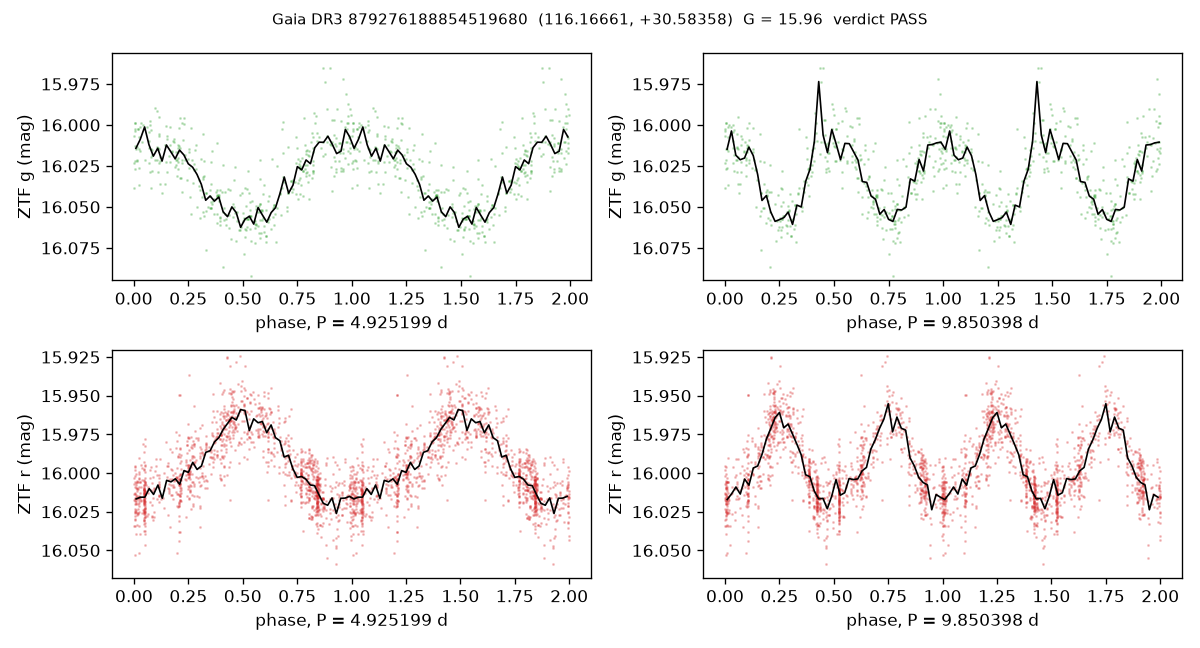 Gaia DR3 879276188854519680 (116.16661, +30.58358) G = 15.96 verdict PASS
ZTF g (mag)
15.975
16.000
16.025
16.050
16.075
0.00 0.25 0.50 0.75 1.00 1.25 1.50 1.75 2.00
phase, P = 4.925199 d
ZTF g (mag)
15.975
16.000
16.025
16.050
16.075
0.00 0.25 0.50 0.75 1.00 1.25 1.50 1.75 2.00
phase, P = 9.850398 d
ZTF r (mag)
15.925
15.950
15.975
16.000
16.025
16.050
0.00 0.25 0.50 0.75 1.00 1.25 1.50 1.75 2.00
phase, P = 4.925199 d
ZTF r (mag)
15.925
15.950
15.975
16.000
16.025
16.050
0.00 0.25 0.50 0.75 1.00 1.25 1.50 1.75 2.00
phase, P = 9.850398 d